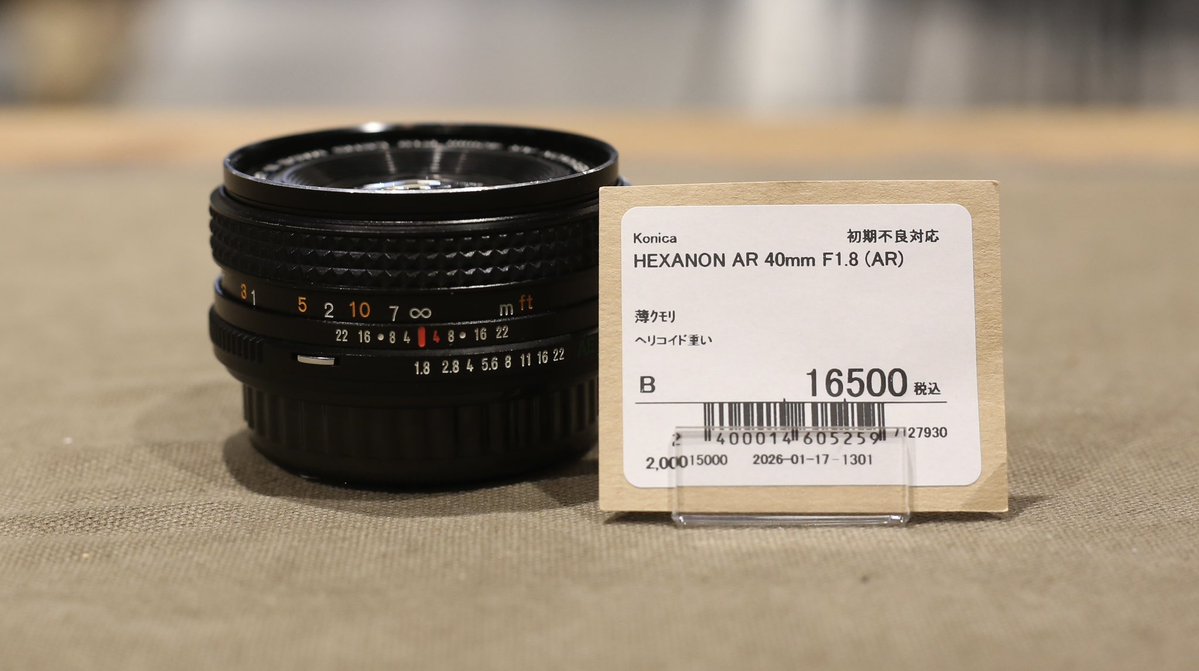 3 1 5 2 10 7 ∞ m ft
22 16 • 8 4 4 8 • 16 22
1.8 2.8 4 5.6 8 11 16 22
Konica 初期不良対応
HEXANON AR 40mm F1.8 (AR)
薄ｸﾓﾘ
ヘリコイド重い
B 16500 税込
2 400014 605259 27930
2,000 15000 2026-01-17-1301